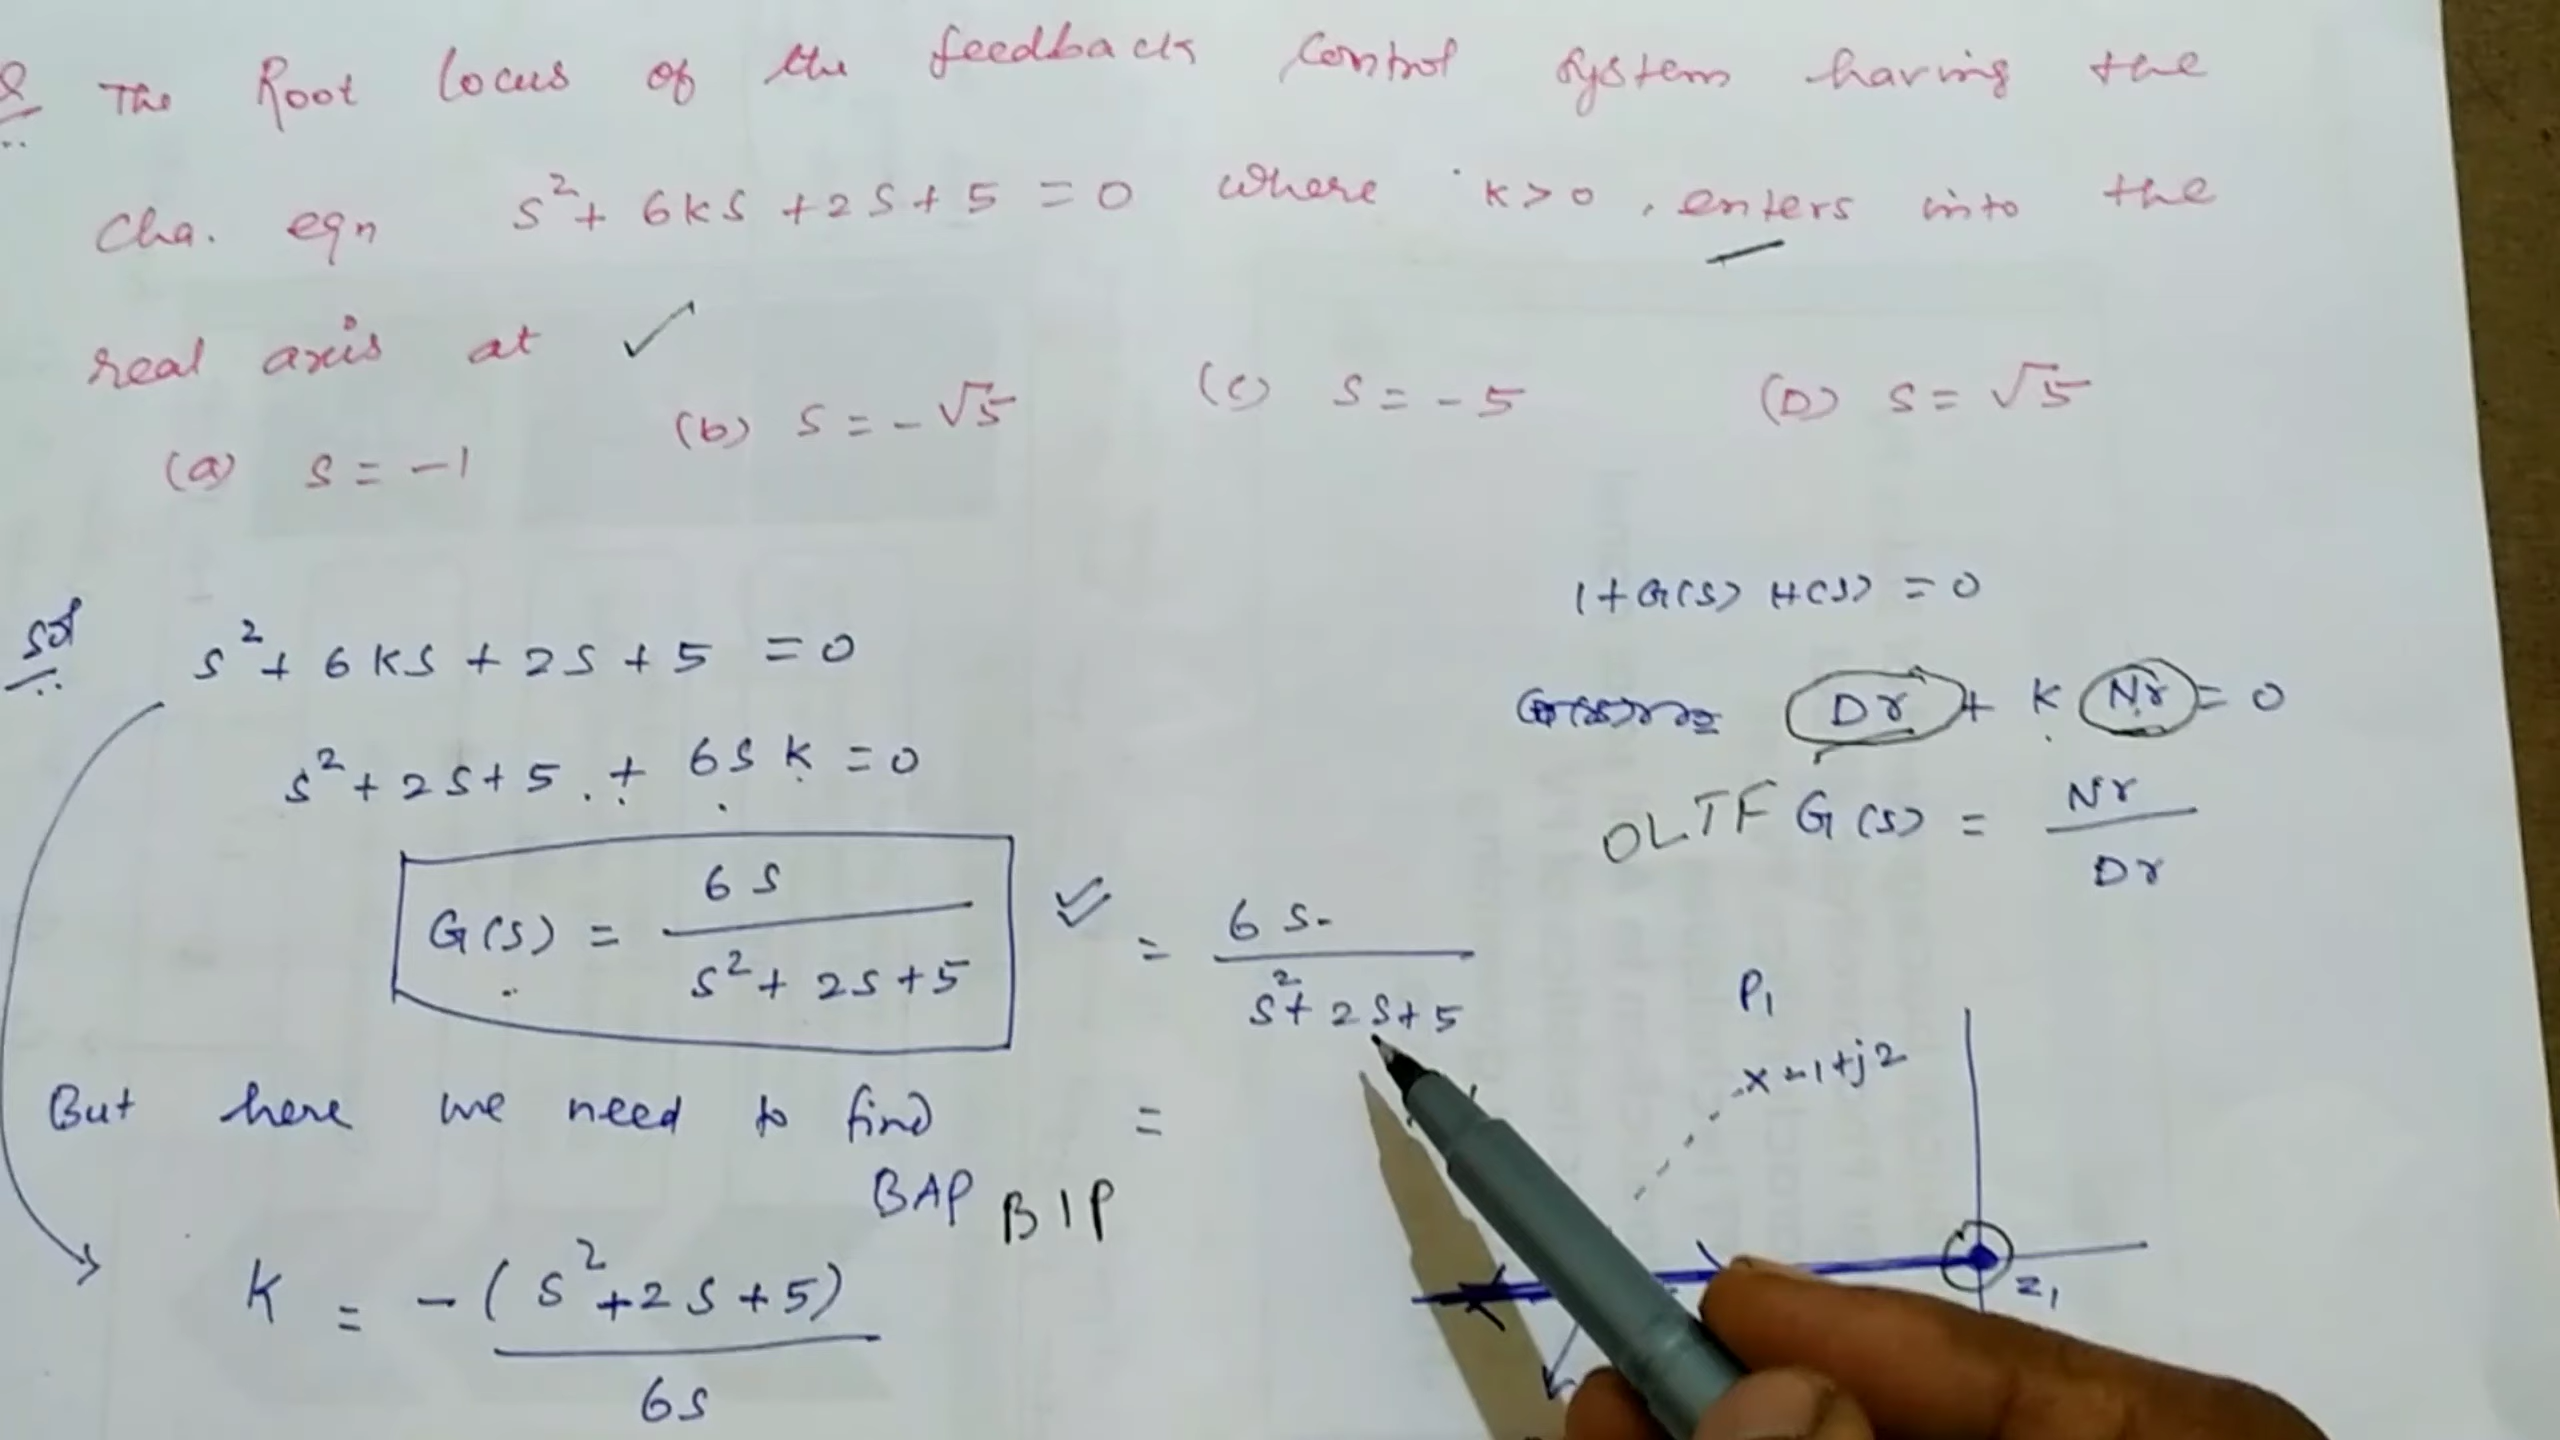 Q The Root locus of the feedback control system having the
Cha. eqn s² + 6ks + 2s + 5 = 0 where k > 0, enters into the
real axis at ✓
(a) s = -1 (b) s = -√5 (c) s = -5 (D) s = √5
1 + G(s) H(s) = 0
Sol s² + 6ks + 2s + 5 = 0
Dr + k Nr = 0
s² + 2s + 5 + 6s k = 0
OLTF G(s) = Nr / Dr
G(s) = 6s / s² + 2s + 5
= 6s / s² + 2s + 5
P₁
x -1+j2
But here we need to find =
BAP BIP
z₁
k = -(s² + 2s + 5) / 6s